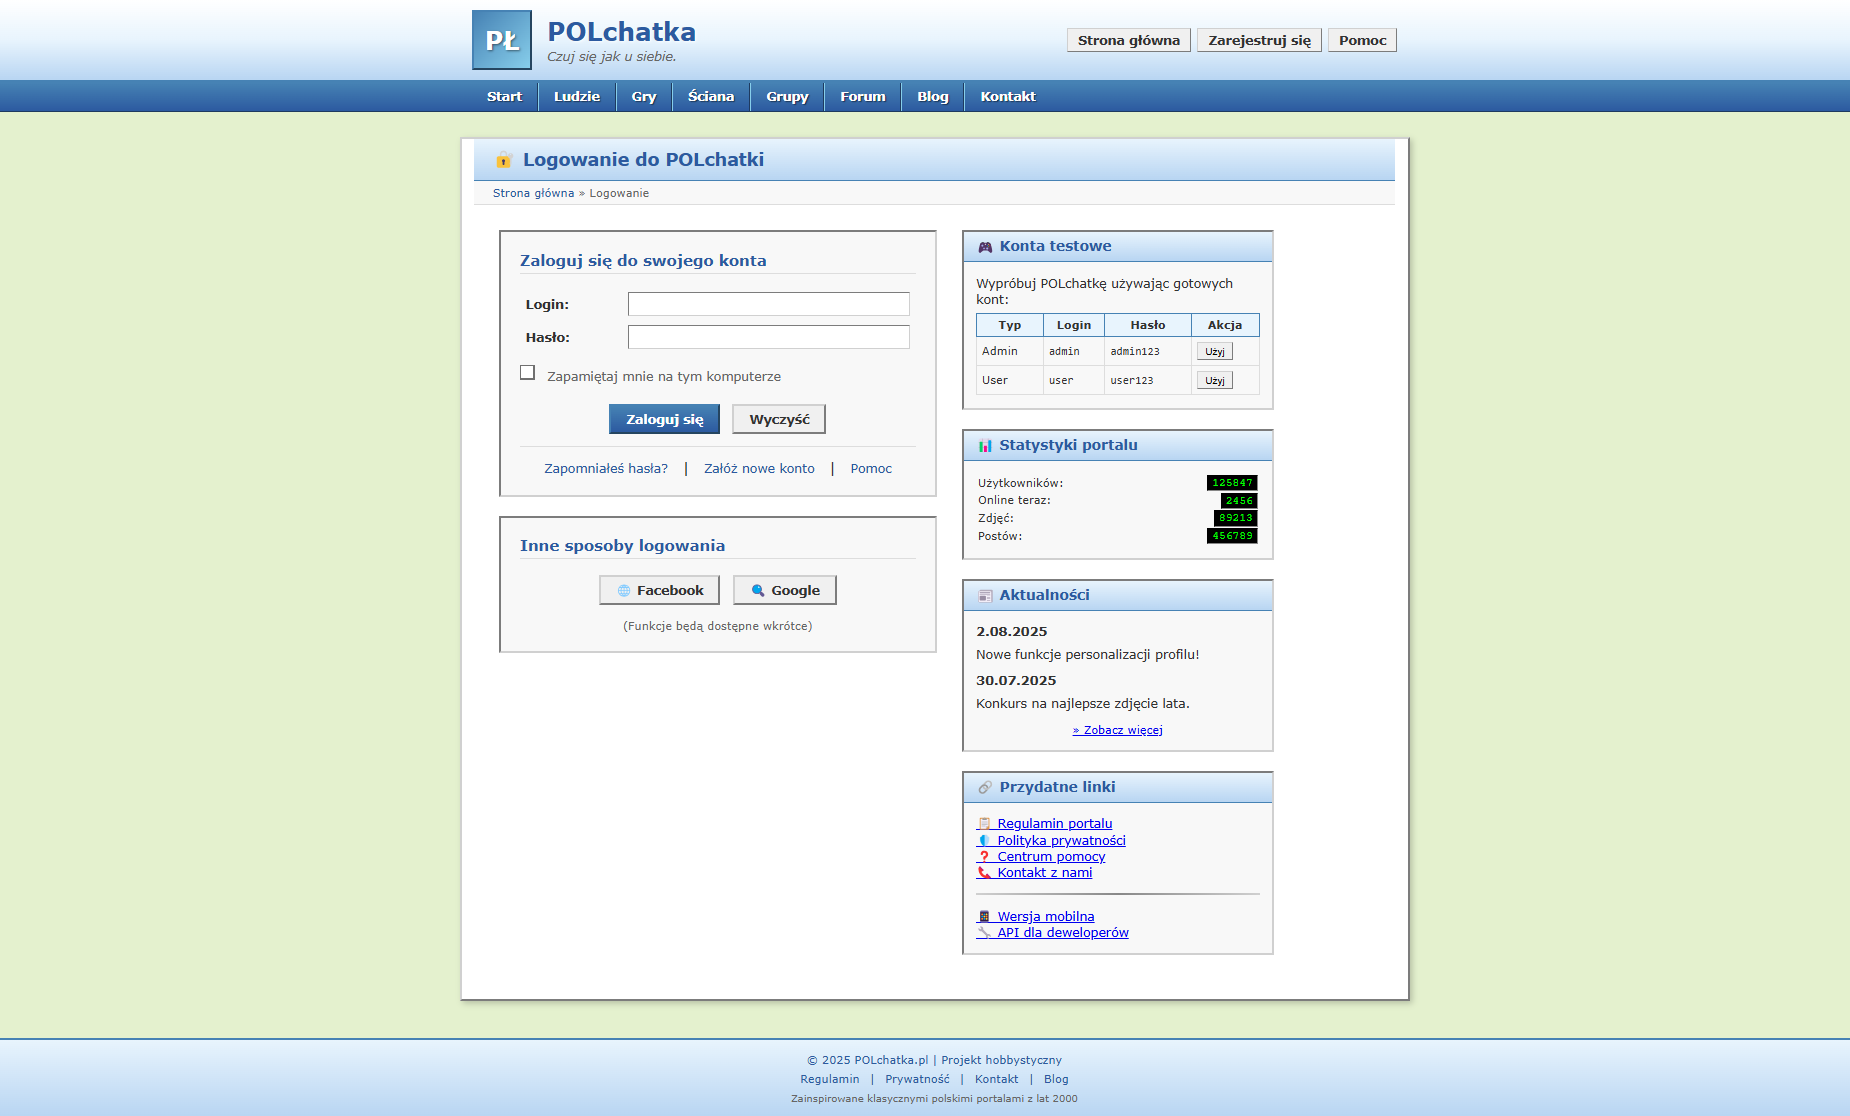 PŁ
POLchatka
Czuj się jak u siebie.
Strona główna Zarejestruj się Pomoc
Start Ludzie Gry Ściana Grupy Forum Blog Kontakt
Logowanie do POLchatki
Strona główna » Logowanie
Zaloguj się do swojego konta
Login:
Hasło:
Zapamiętaj mnie na tym komputerze
Zaloguj się Wyczyść
Zapomniałeś hasła? | Załóż nowe konto | Pomoc
Inne sposoby logowania
Facebook Google
(Funkcje będą dostępne wkrótce)
Konta testowe
Wypróbuj POLchatkę używając gotowych
kont:
Typ Login Hasło Akcja
Admin admin admin123 Użyj
User user user123 Użyj
Statystyki portalu
Użytkowników: 125847
Online teraz: 2456
Zdjęć: 89213
Postów: 456789
Aktualności
2.08.2025
Nowe funkcje personalizacji profilu!
30.07.2025
Konkurs na najlepsze zdjęcie lata.
» Zobacz więcej
Przydatne linki
Regulamin portalu
Polityka prywatności
Centrum pomocy
Kontakt z nami
Wersja mobilna
API dla deweloperów
© 2025 POLchatka.pl | Projekt hobbystyczny
Regulamin | Prywatność | Kontakt | Blog
Zainspirowane klasycznymi polskimi portalami z lat 2000